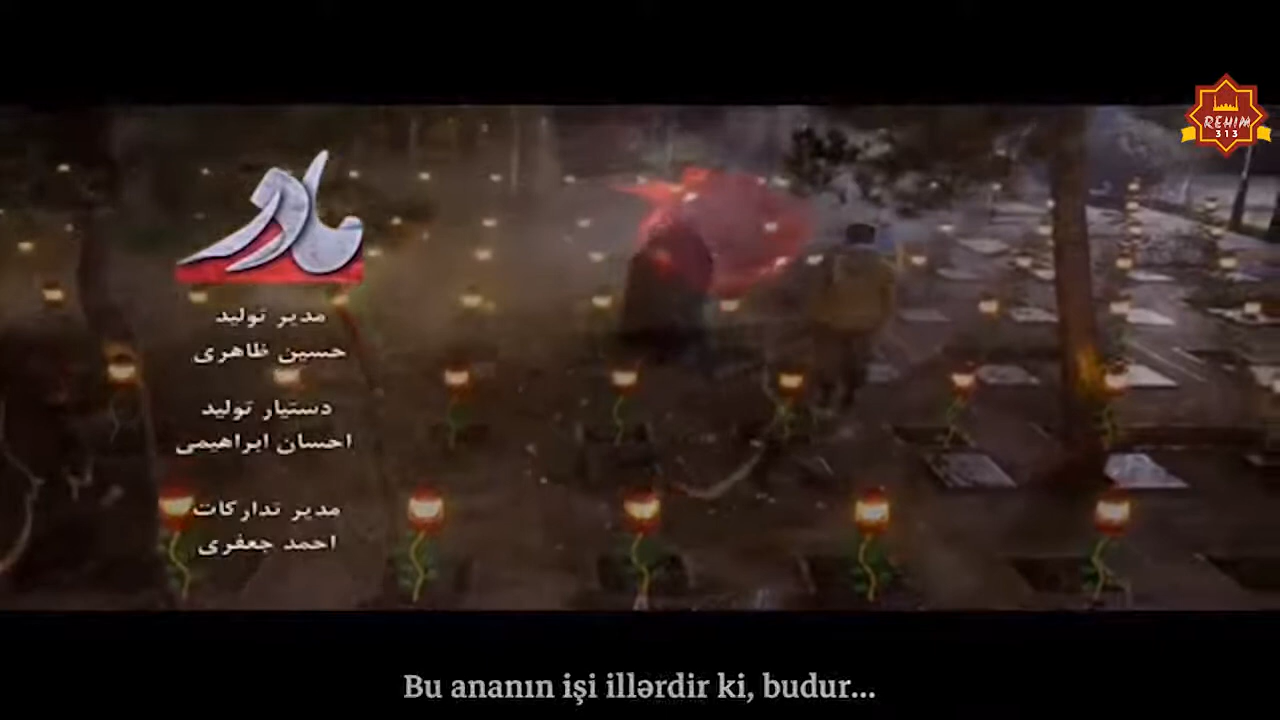 REHIM
313
مادر
مدیر تولید
حسین ظاهری
دستیار تولید
احسان ابراهیمی
مدیر تدارکات
احمد جعفری
Bu ananın işi illərdir ki, budur...